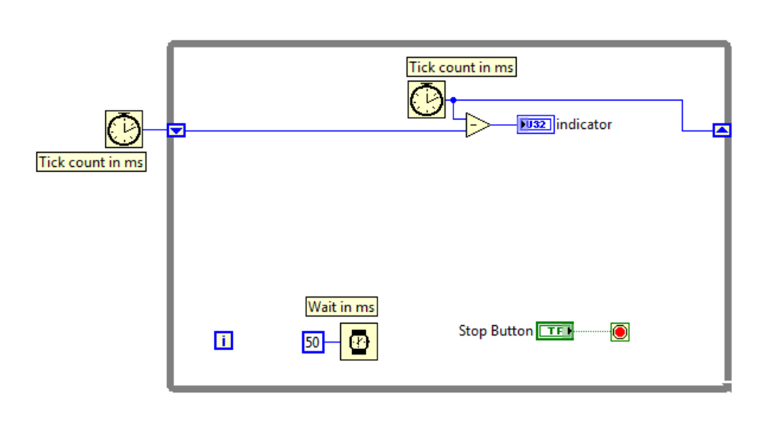 Tick count in ms
Tick count in ms
U32 indicator
Wait in ms
i
50
Stop Button TF